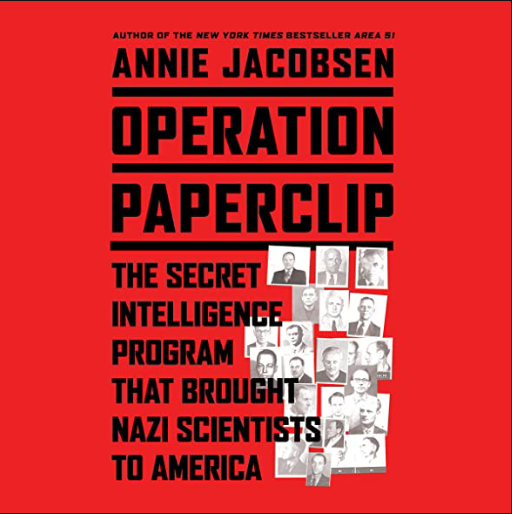 AUTHOR OF THE NEW YORK TIMES BESTSELLER AREA 51
ANNIE JACOBSEN
OPERATION
PAPERCLIP
THE SECRET
INTELLIGENCE
PROGRAM
THAT BROUGHT
NAZI SCIENTISTS
TO AMERICA